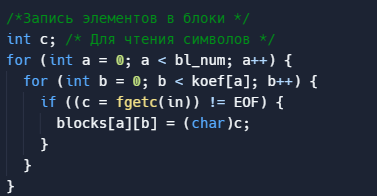 /*Запись элементов в блоки */
int c; /* Для чтения символов */
for (int a = 0; a < bl_num; a++) {
for (int b = 0; b < koef[a]; b++) {
if ((c = fgetc(in)) != EOF) {
blocks[a][b] = (char)c;
}
}
}